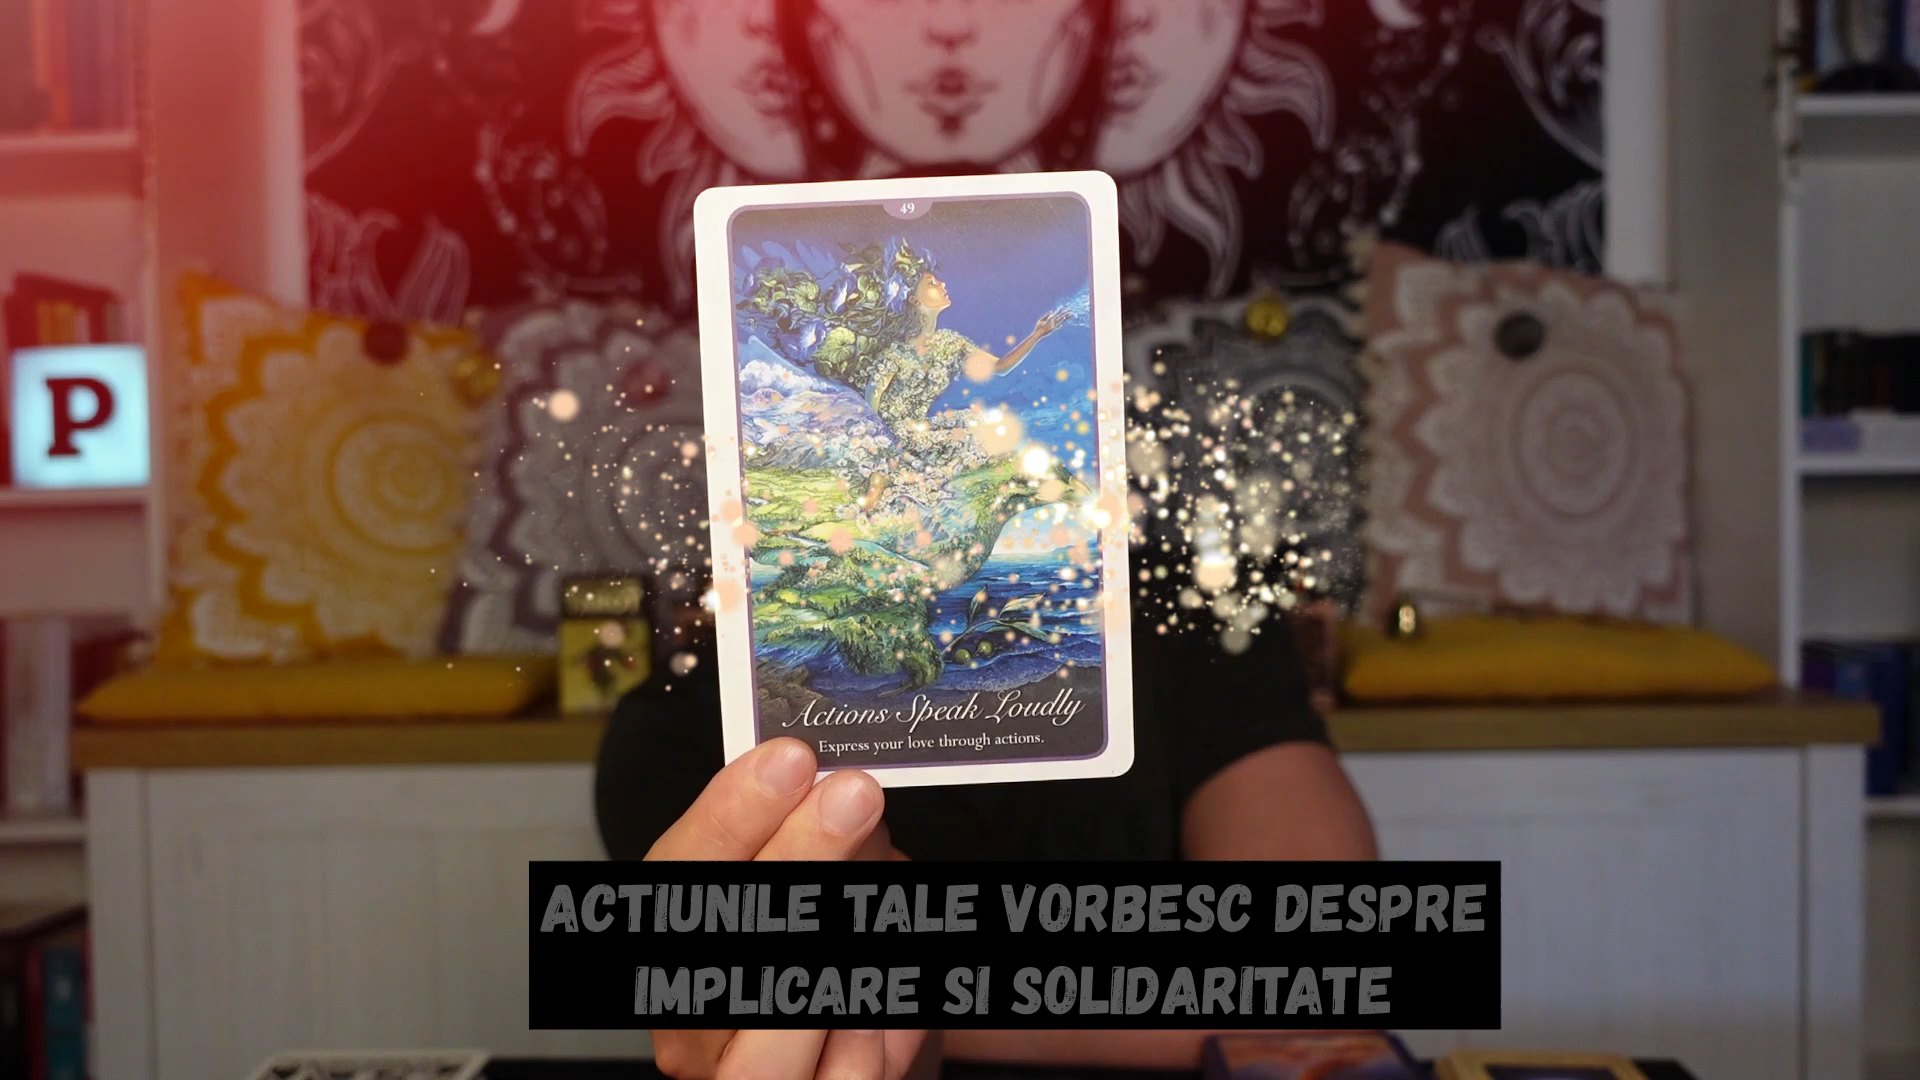 49
P
Actions Speak Loudly
Express your love through actions.
ACTIUNILE TALE VORBESC DESPRE
IMPLICARE SI SOLIDARITATE